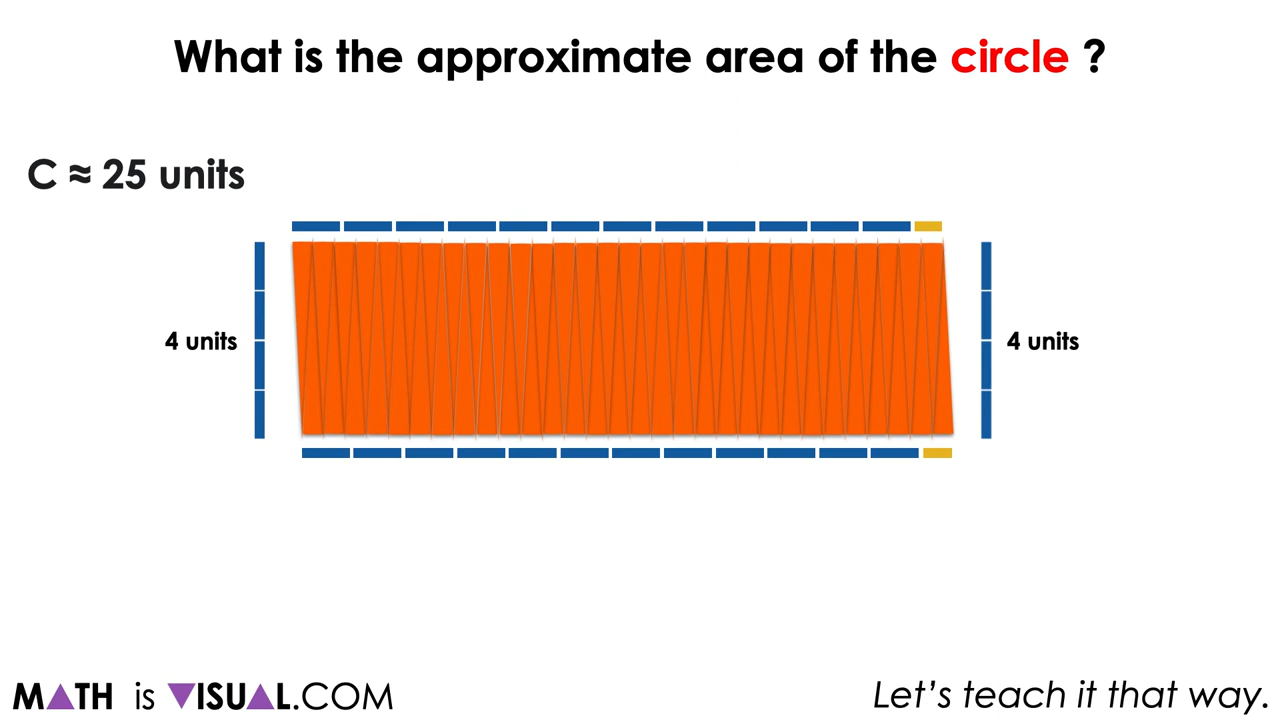 What is the approximate area of the circle ?
C ≈ 25 units
4 units
4 units
MATH is VISUAL.COM
Let's teach it that way.